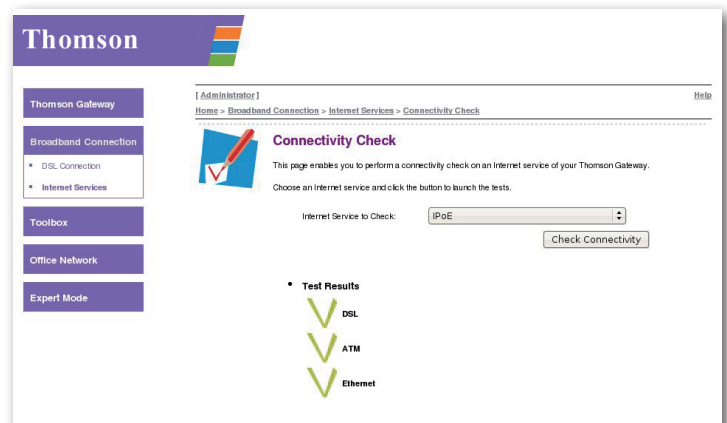 Thomson
Thomson Gateway
Broadband Connection
DSL Connection
Internet Services
Toolbox
Office Network
Expert Mode
[ Administrator ]
Help
Home > Broadband Connection > Internet Services > Connectivity Check
Connectivity Check
This page enables you to perform a connectivity check on an Internet service of your Thomson Gateway.
Choose an Internet service and click the button to launch the tests.
Internet Service to Check: IPoE
Check Connectivity
Test Results
DSL
ATM
Ethernet